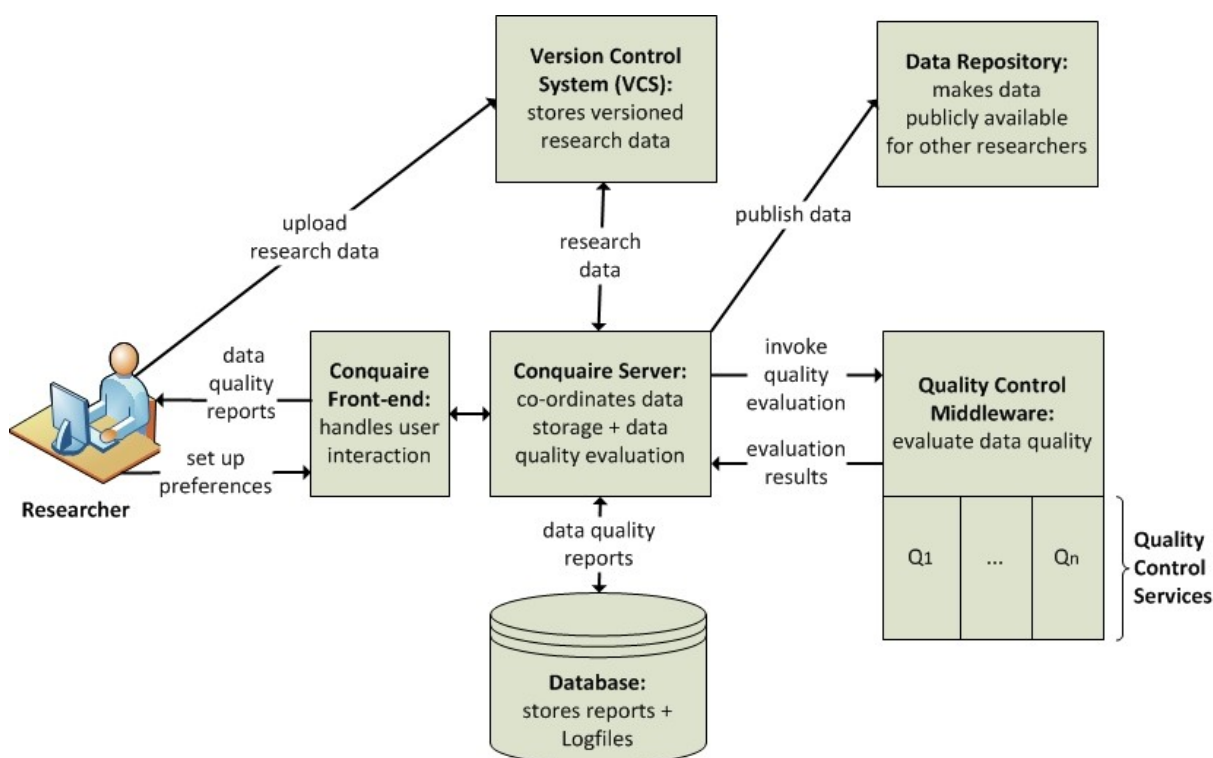 Version Control
System (VCS):
stores versioned
research data
Data Repository:
makes data
publicly available
for other researchers
upload
research data
research
data
publish data
data
quality
reports
set up
preferences
Researcher
Conquaire
Front-end:
handles user
interaction
Conquaire Server:
co-ordinates data
storage + data
quality evaluation
invoke
quality
evaluation
evaluation
results
Quality Control
Middleware:
evaluate data quality
Q1
...
Qn
Quality
Control
Services
data quality
reports
Database:
stores reports +
Logfiles